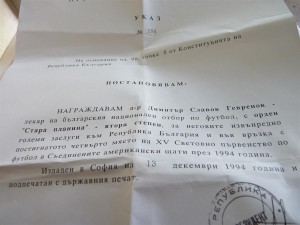 УКАЗ
№
На основание чл. 98, точка 8 от Конституцията на
Република България
ПОСТАНОВЯВАМ:
НАГРАЖДАВАМ д-р Димитър Славов Гевренов -
лекар на българския национален отбор по футбол, с орден
"Стара планина" - втора степен, за неговите изключително
големи заслуги към Република България и във връзка с
постигнатото четвърто място на XV Световно първенство по
футбол в Съединените американски щати през 1994 година.
Издаден в София на 13 декември 1994 година и
подпечатан с държавния печат.
РЕПУБЛИКА